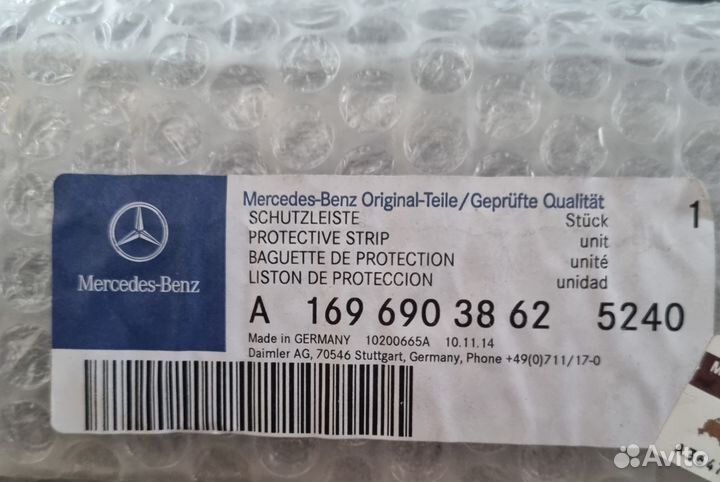 Mercedes-Benz
Mercedes-Benz Original-Teile/Geprüfte Qualität
SCHUTZLEISTE Stück 1
PROTECTIVE STRIP unit
BAGUETTE DE PROTECTION unité
LISTON DE PROTECCION unidad
A 169 690 38 62 5240
Made in GERMANY 10200665A 10.11.14
Daimler AG, 70546 Stuttgart, Germany, Phone +49(0)711/17-0
Avito